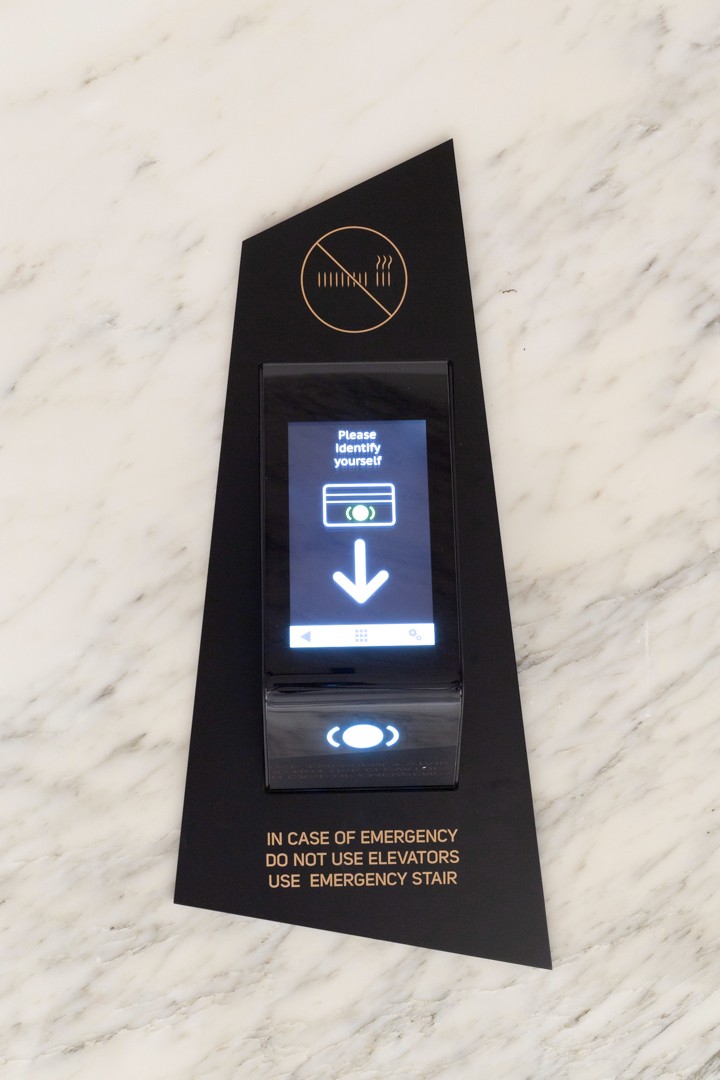 Please
identify
yourself
IN CASE OF EMERGENCY
DO NOT USE ELEVATORS
USE EMERGENCY STAIR